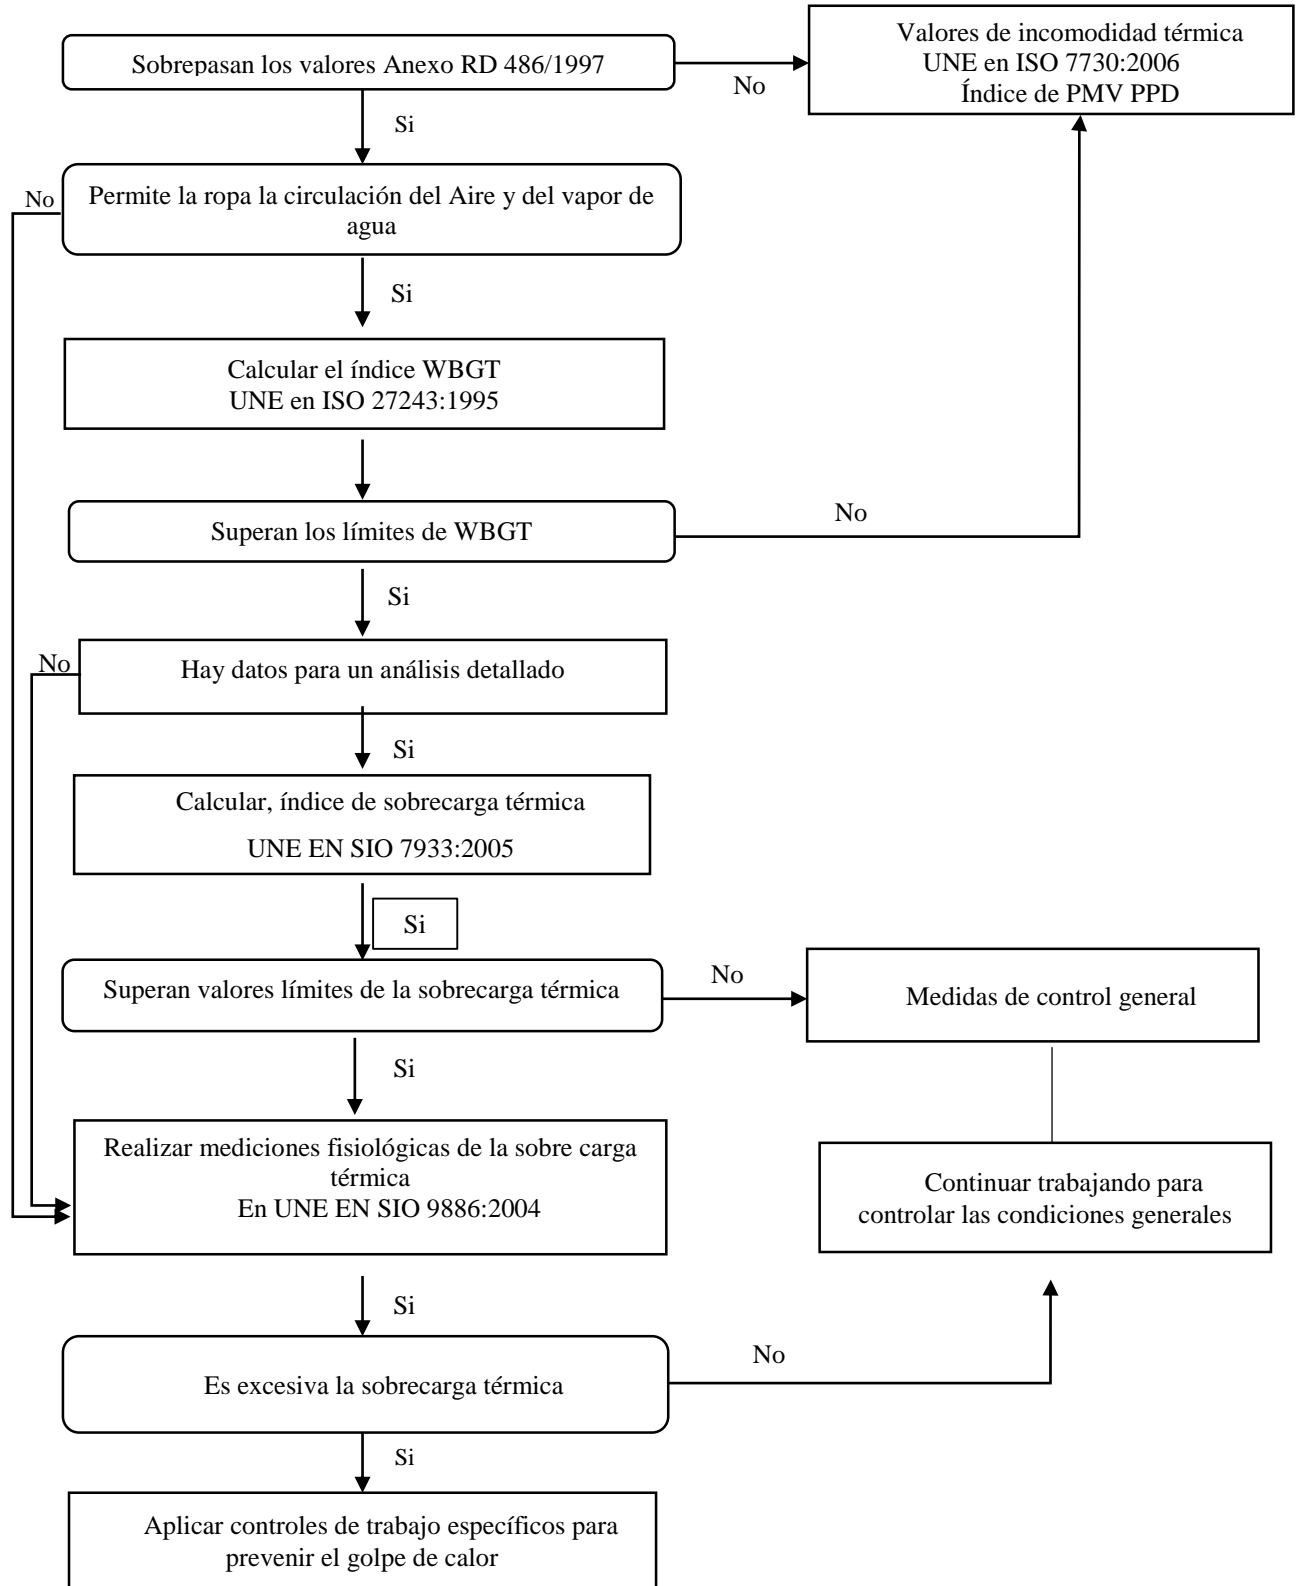 Valores de incomodidad térmica
UNE en ISO 7730:2006
Índice de PMV PPD
Sobrepasan los valores Anexo RD 486/1997
No
Si
No
Permite la ropa la circulación del Aire y del vapor de
agua
Si
Calcular el índice WBGT
UNE en ISO 27243:1995
Superan los límites de WBGT
No
Si
No
Hay datos para un análisis detallado
Si
Calcular, índice de sobrecarga térmica
UNE EN SIO 7933:2005
Si
Superan valores límites de la sobrecarga térmica
No
Medidas de control general
Si
Realizar mediciones fisiológicas de la sobre carga
térmica
En UNE EN SIO 9886:2004
Continuar trabajando para
controlar las condiciones generales
Si
Es excesiva la sobrecarga térmica
No
Si
Aplicar controles de trabajo específicos para
prevenir el golpe de calor